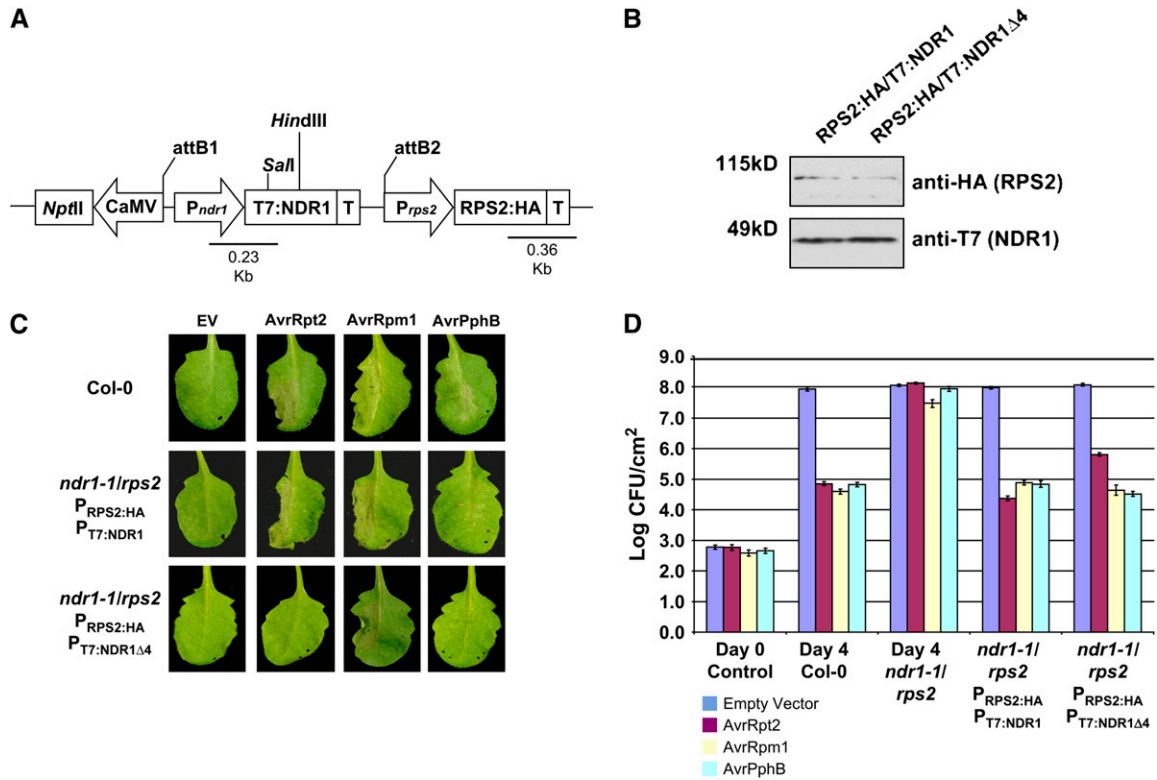 A
attB1
HindIII
SalI
attB2
NptII
CaMV
Pndr1
T7:NDR1
T
Prps2
RPS2:HA
T
0.23
Kb
0.36
Kb
B
RPS2:HA/T7:NDR1
RPS2:HA/T7:NDR1Δ4
115kD
anti-HA (RPS2)
49kD
anti-T7 (NDR1)
C
EV AvrRpt2 AvrRpm1 AvrPphB
Col-0
ndr1-1/rps2
PRPS2:HA
PT7:NDR1
ndr1-1/rps2
PRPS2:HA
PT7:NDR1Δ4
D
Log CFU/cm²
9.0
8.0
7.0
6.0
5.0
4.0
3.0
2.0
1.0
0.0
Day 0
Control
Day 4
Col-0
Day 4
ndr1-1/
rps2
ndr1-1/
rps2
PRPS2:HA
PT7:NDR1
ndr1-1/
rps2
PRPS2:HA
PT7:NDR1Δ4
Empty Vector
AvrRpt2
AvrRpm1
AvrPphB